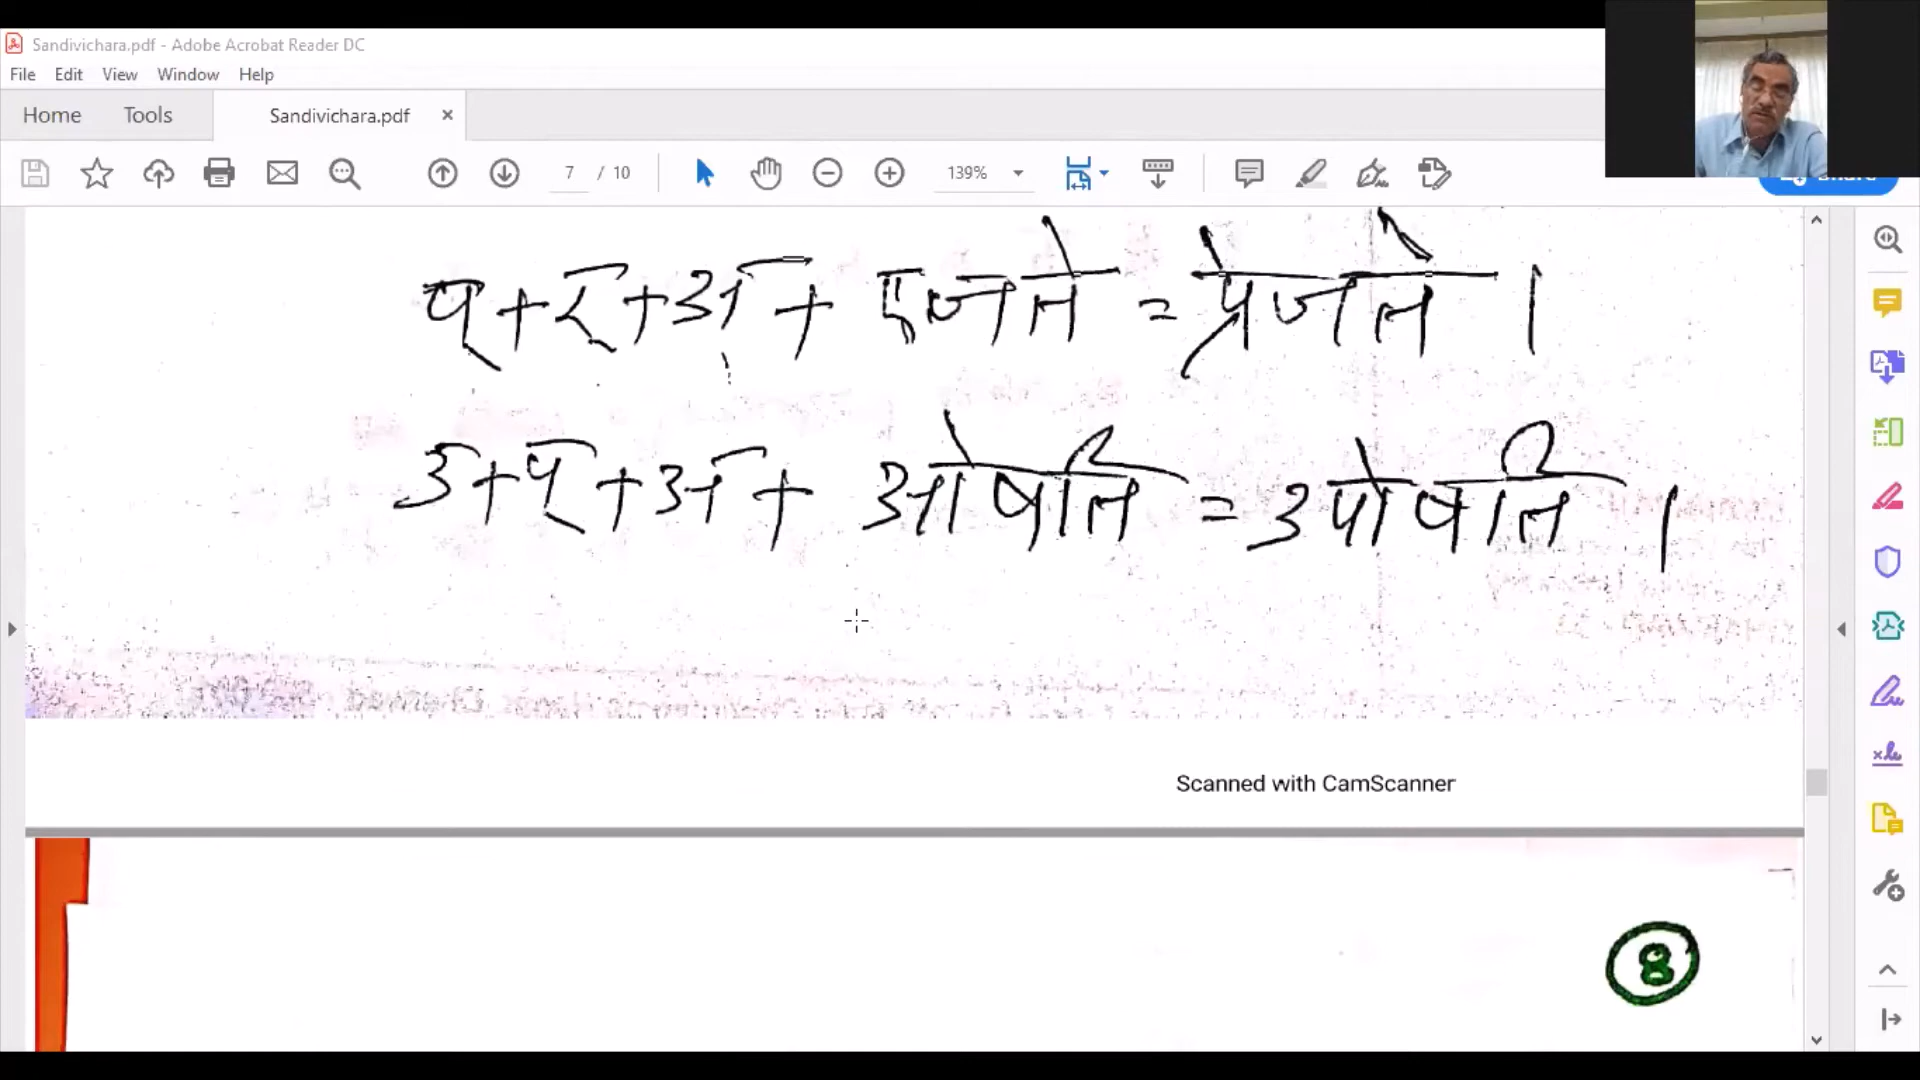 Sandivichara.pdf - Adobe Acrobat Reader DC
File Edit View Window Help
Home Tools Sandivichara.pdf ×
7 / 10 139%
प्+र्+अ+ एजते = प्रेजते ।
उ+प्+अ+ ओषति = उपोषति ।
Scanned with CamScanner
8